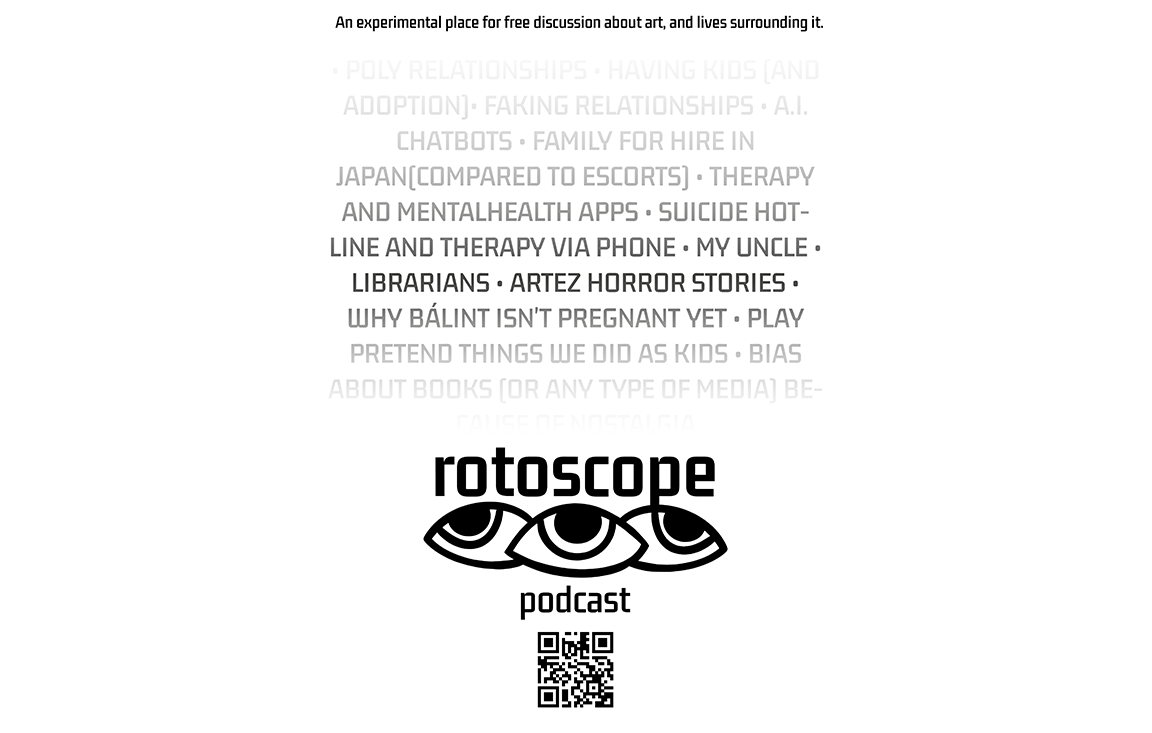 An experimental place for free discussion about art, and lives surrounding it.
• POLY RELATIONSHIPS • HAVING KIDS (AND
ADOPTION)• FAKING RELATIONSHIPS • A.I.
CHATBOTS • FAMILY FOR HIRE IN
JAPAN(COMPARED TO ESCORTS) • THERAPY
AND MENTALHEALTH APPS • SUICIDE HOT-
LINE AND THERAPY VIA PHONE • MY UNCLE •
LIBRARIANS • ARTEZ HORROR STORIES •
WHY BÁLINT ISN'T PREGNANT YET • PLAY
PRETEND THINGS WE DID AS KIDS • BIAS
ABOUT BOOKS (OR ANY TYPE OF MEDIA) BE-
CAUSE OF NOSTALGIA
rotoscope
podcast